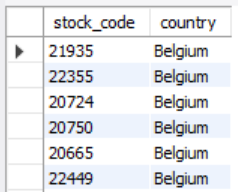 stock_code country
21935 Belgium
22355 Belgium
20724 Belgium
20750 Belgium
20665 Belgium
22449 Belgium